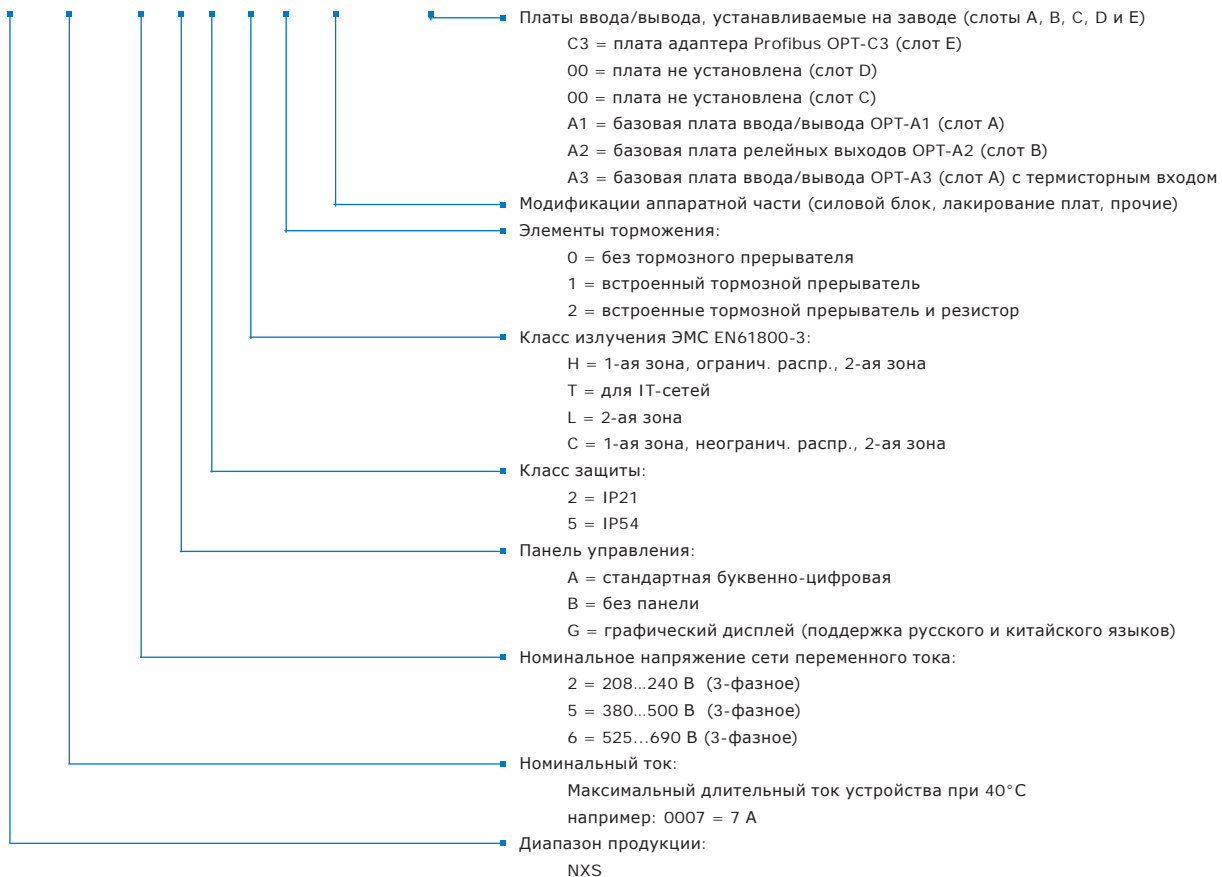 Платы ввода/вывода, устанавливаемые на заводе (слоты A, B, C, D и E)
C3 = плата адаптера Profibus OPT-C3 (слот E)
00 = плата не установлена (слот D)
00 = плата не установлена (слот C)
A1 = базовая плата ввода/вывода OPT-A1 (слот A)
A2 = базовая плата релейных выходов OPT-A2 (слот B)
A3 = базовая плата ввода/вывода OPT-A3 (слот A) с термисторным входом
Модификации аппаратной части (силовой блок, лакирование плат, прочие)
Элементы торможения:
0 = без тормозного прерывателя
1 = встроенный тормозной прерыватель
2 = встроенные тормозной прерыватель и резистор
Класс излучения ЭМС EN61800-3:
H = 1-ая зона, огранич. распр., 2-ая зона
T = для IT-сетей
L = 2-ая зона
C = 1-ая зона, неогранич. распр., 2-ая зона
Класс защиты:
2 = IP21
5 = IP54
Панель управления:
A = стандартная буквенно-цифровая
B = без панели
G = графический дисплей (поддержка русского и китайского языков)
Номинальное напряжение сети переменного тока:
2 = 208...240 В (3-фазное)
5 = 380...500 В (3-фазное)
6 = 525...690 В (3-фазное)
Номинальный ток:
Максимальный длительный ток устройства при 40°C
например: 0007 = 7 А
Диапазон продукции:
NXS